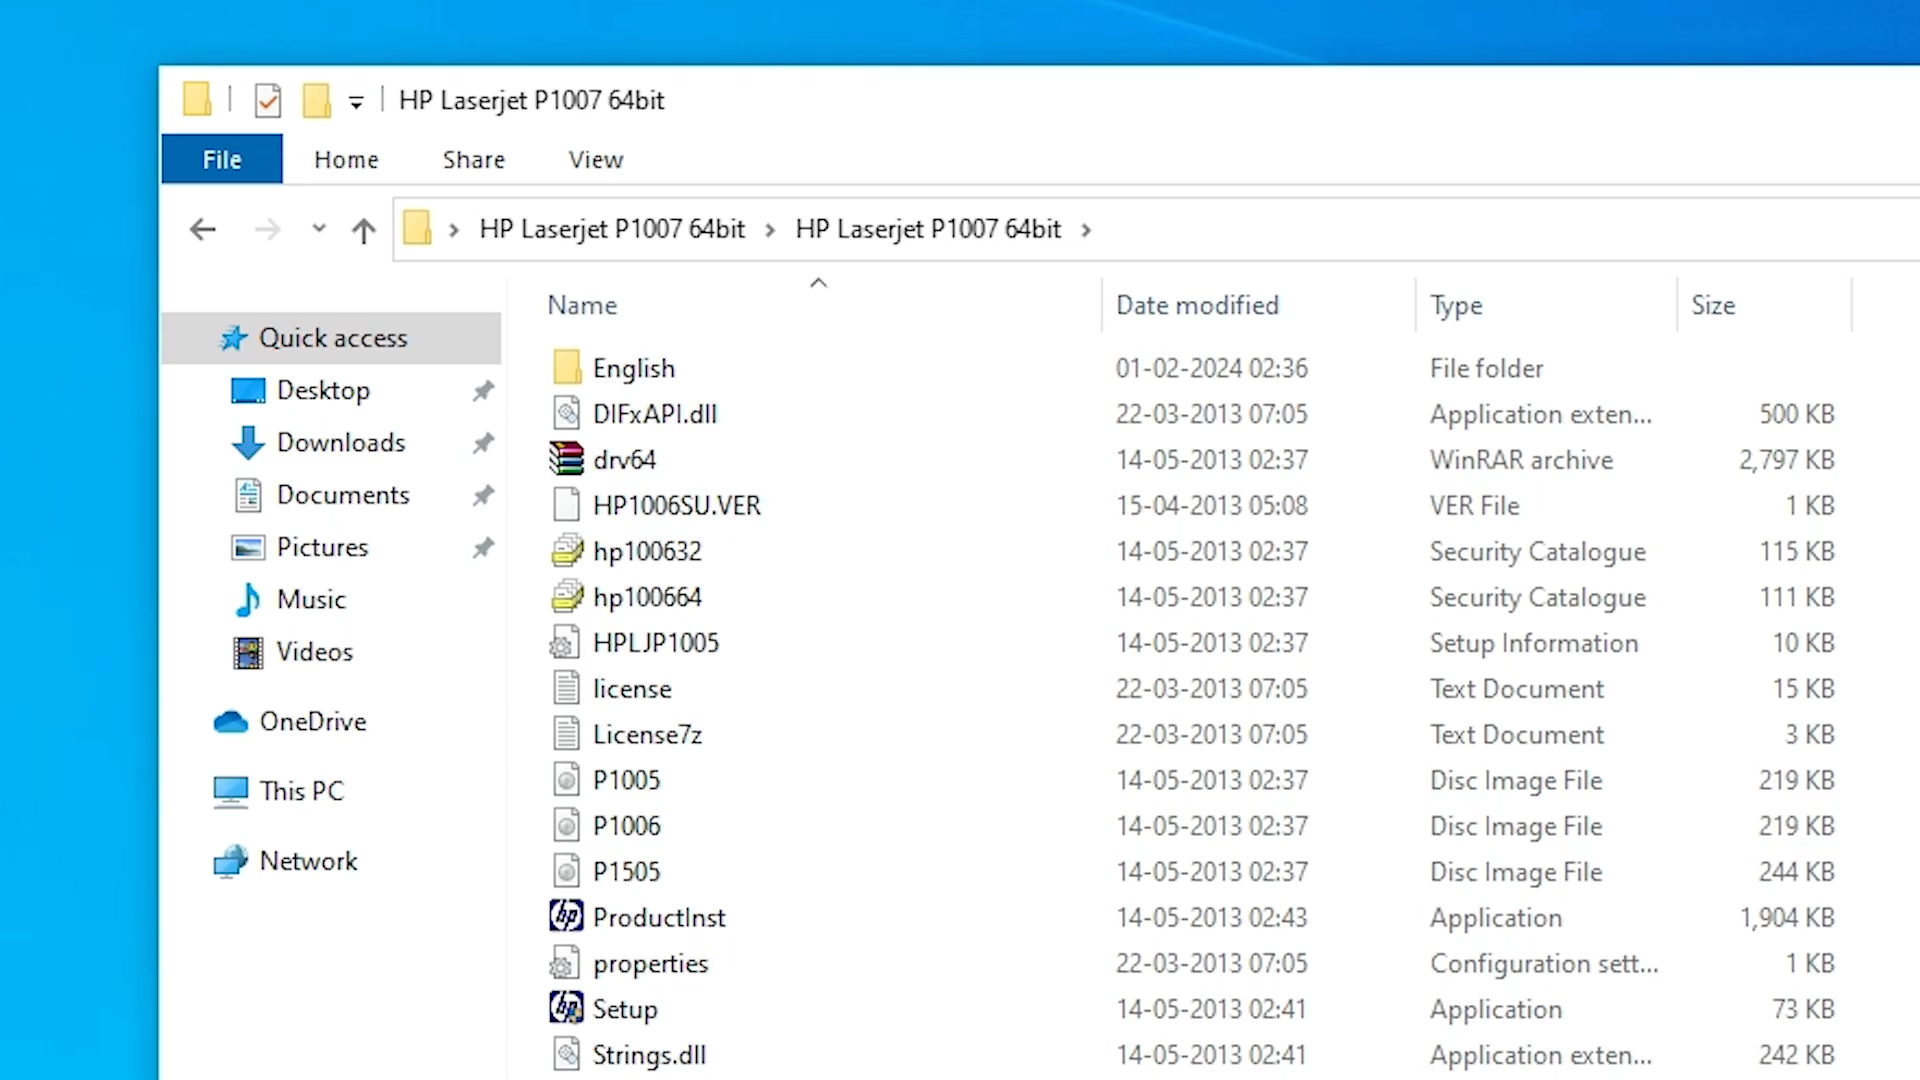 HP Laserjet P1007 64bit
File Home Share View
HP Laserjet P1007 64bit HP Laserjet P1007 64bit
Name Date modified Type Size
Quick access
Desktop
Downloads
Documents
Pictures
Music
Videos
OneDrive
This PC
Network
English 01-02-2024 02:36 File folder
DIFxAPI.dll 22-03-2013 07:05 Application exten... 500 KB
drv64 14-05-2013 02:37 WinRAR archive 2,797 KB
HP1006SU.VER 15-04-2013 05:08 VER File 1 KB
hp100632 14-05-2013 02:37 Security Catalogue 115 KB
hp100664 14-05-2013 02:37 Security Catalogue 111 KB
HPLJP1005 14-05-2013 02:37 Setup Information 10 KB
license 22-03-2013 07:05 Text Document 15 KB
License7z 22-03-2013 07:05 Text Document 3 KB
P1005 14-05-2013 02:37 Disc Image File 219 KB
P1006 14-05-2013 02:37 Disc Image File 219 KB
P1505 14-05-2013 02:37 Disc Image File 244 KB
hp ProductInst 14-05-2013 02:43 Application 1,904 KB
properties 22-03-2013 07:05 Configuration sett... 1 KB
hp Setup 14-05-2013 02:41 Application 73 KB
Strings.dll 14-05-2013 02:41 Application exten... 242 KB